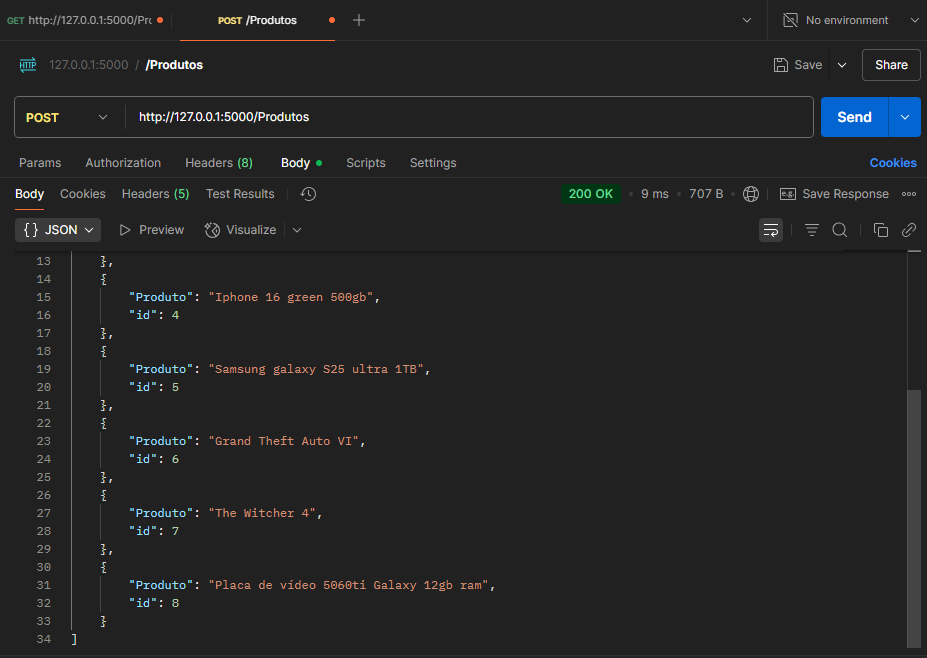 GET http://127.0.0.1:5000/Pro
POST /Produtos
No environment
HTTP 127.0.0.1:5000 / /Produtos
Save
Share
POST http://127.0.0.1:5000/Produtos
Send
Params Authorization Headers (8) Body Scripts Settings
Cookies
Body Cookies Headers (5) Test Results
200 OK • 9 ms • 707 B
e.g. Save Response
{} JSON Preview Visualize
13 },
14 {
15 "Produto": "Iphone 16 green 500gb",
16 "id": 4
17 },
18 {
19 "Produto": "Samsung galaxy S25 ultra 1TB",
20 "id": 5
21 },
22 {
23 "Produto": "Grand Theft Auto VI",
24 "id": 6
25 },
26 {
27 "Produto": "The Witcher 4",
28 "id": 7
29 },
30 {
31 "Produto": "Placa de vídeo 5060ti Galaxy 12gb ram",
32 "id": 8
33 }
34 ]